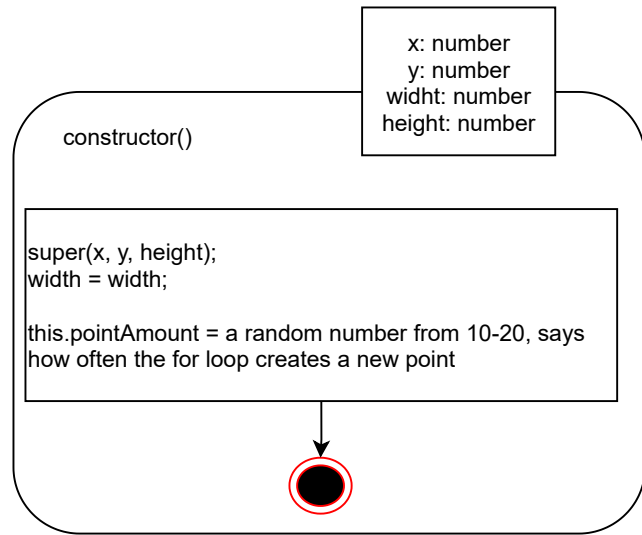 x: number
y: number
widht: number
height: number
constructor()
super(x, y, height);
width = width;
this.pointAmount = a random number from 10-20, says
how often the for loop creates a new point